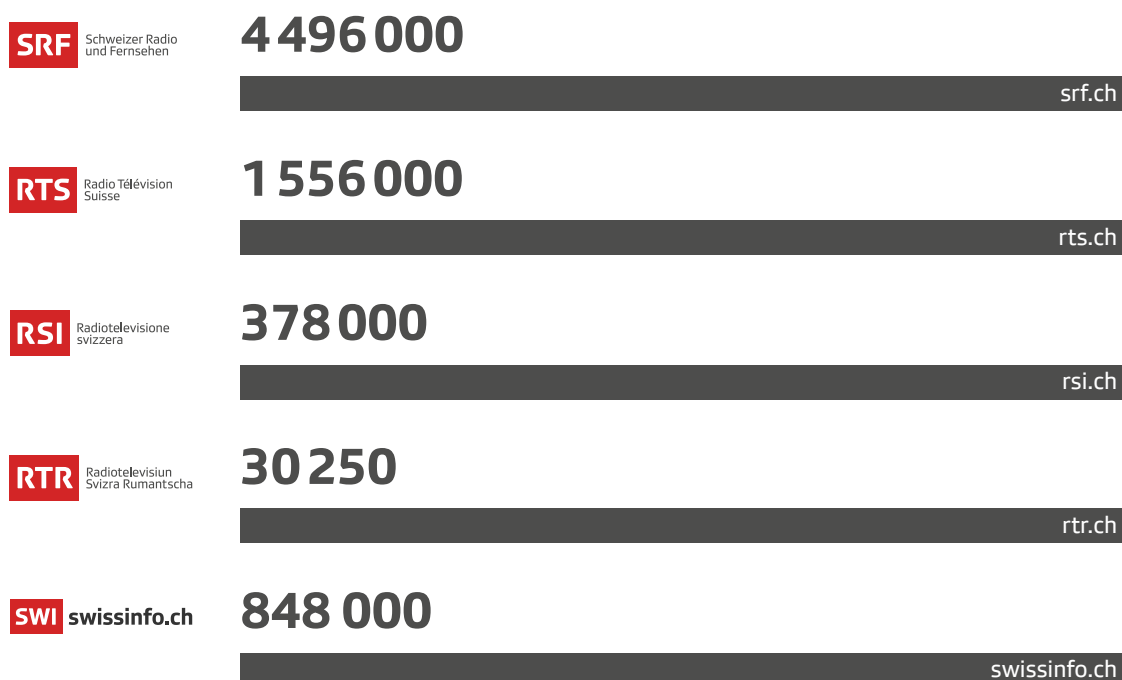 SRF Schweizer Radio
und Fernsehen
4 496 000
srf.ch
RTS Radio Télévision
Suisse
1 556 000
rts.ch
RSI Radiotelevisione
svizzera
378 000
rsi.ch
RTR Radiotelevisiun
Svizra Rumantscha
30 250
rtr.ch
SWI swissinfo.ch
848 000
swissinfo.ch